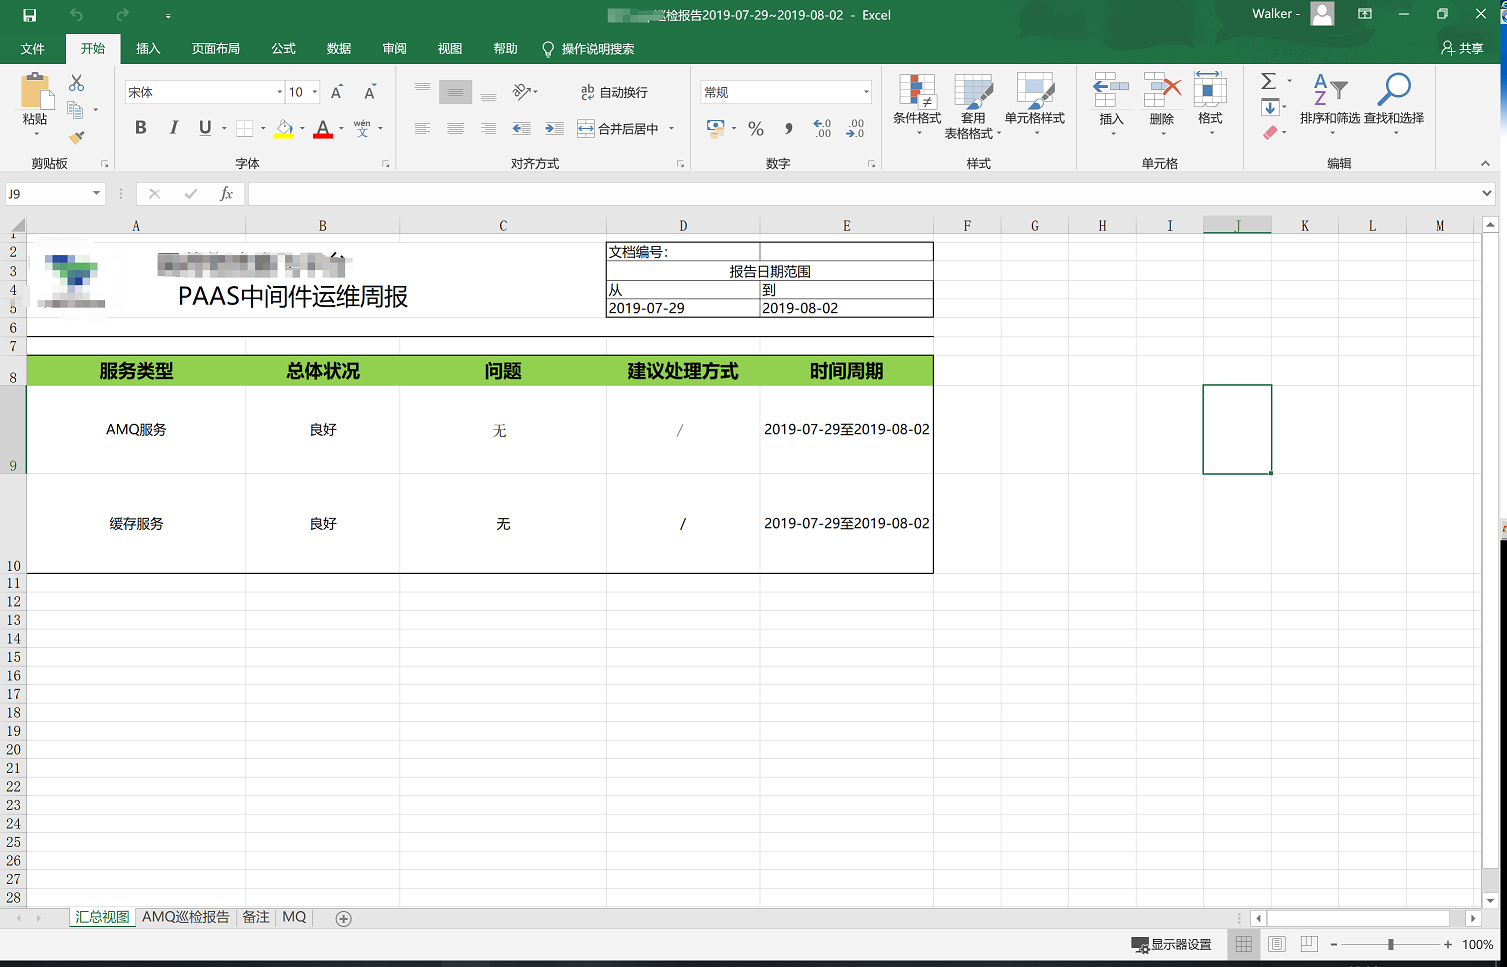 巡检报告2019-07-29~2019-08-02 - Excel
Walker -
文件 开始 插入 页面布局 公式 数据 审阅 视图 帮助 操作说明搜索 共享
粘贴
剪贴板
宋体 10
B I U A wén 文
字体
自动换行
合并后居中
对齐方式
常规
%
数字
条件格式 套用表格格式 单元格样式
样式
插入 删除 格式
单元格
排序和筛选 查找和选择
编辑
J9 fx
A B C D E F G H I J K L M
1
2
3
4
5
6
7
8
9
10
11
12
13
14
15
16
17
18
19
20
21
22
23
24
25
26
27
28
PAAS中间件运维周报
文档编号：
报告日期范围
从 到
2019-07-29 2019-08-02
服务类型 总体状况 问题 建议处理方式 时间周期
AMQ服务 良好 无 / 2019-07-29至2019-08-02
缓存服务 良好 无 / 2019-07-29至2019-08-02
汇总视图 AMQ巡检报告 备注 MQ
显示器设置 100%